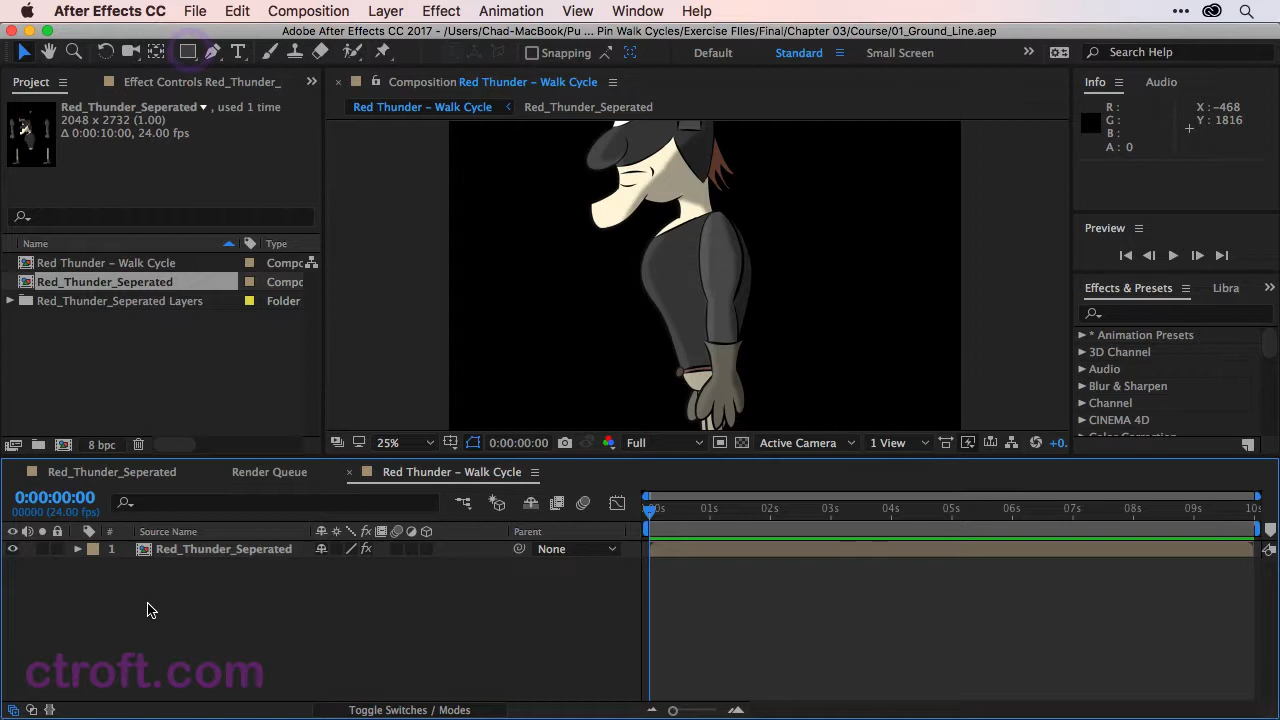 After Effects CC File Edit Composition Layer Effect Animation View Window Help
Adobe After Effects CC 2017 - /Users/Chad-MacBook/Pu ... Pin Walk Cycles/Exercise FIles/Final/Chapter 03/Course/01_Ground_Line.aep
Snapping Default Standard Small Screen Search Help
Project Effect Controls Red_Thunder_
Composition Red Thunder – Walk Cycle
Info Audio
Red_Thunder_Seperated , used 1 time
2048 x 2732 (1.00)
Δ 0:00:10:00, 24.00 fps
Red Thunder – Walk Cycle Red_Thunder_Seperated
R: X: -468
G: Y: 1816
B:
A: 0
Name Type
Red Thunder – Walk Cycle Compo
Red_Thunder_Seperated Compo
Red_Thunder_Seperated Layers Folder
Preview
Effects & Presets Libra
* Animation Presets
3D Channel
Audio
Blur & Sharpen
Channel
CINEMA 4D
8 bpc
25% 0:00:00:00 Full Active Camera 1 View +0.
Red_Thunder_Seperated Render Queue Red Thunder – Walk Cycle
0:00:00:00
00000 (24.00 fps)
:00s 01s 02s 03s 04s 05s 06s 07s 08s 09s 10s
# Source Name fx Parent
1 Red_Thunder_Seperated fx None
ctroft.com
Toggle Switches / Modes